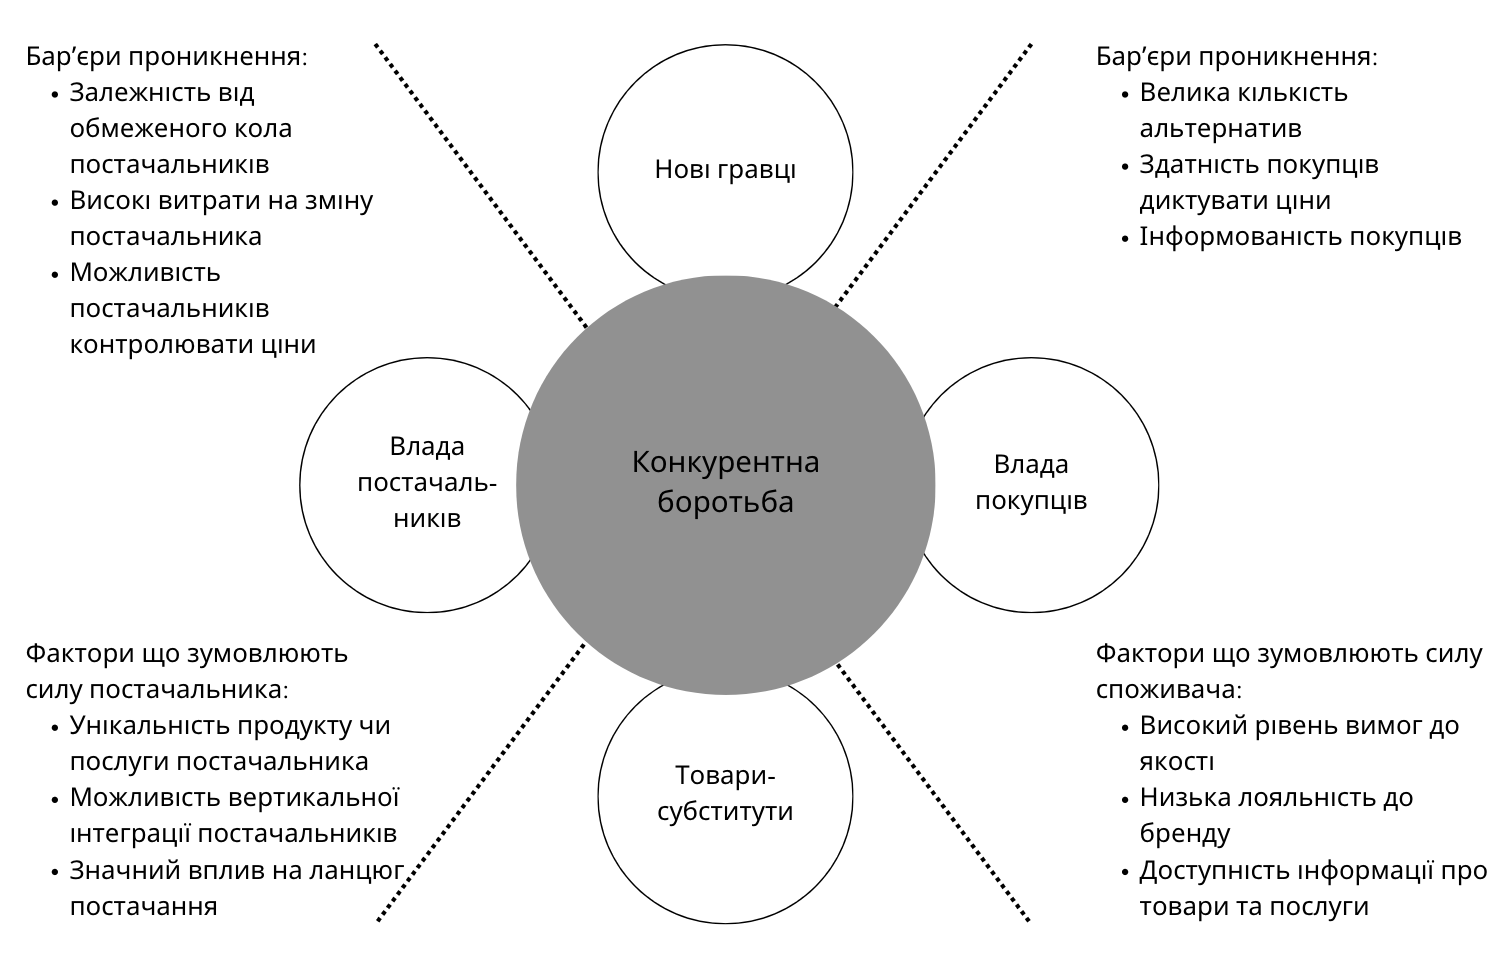 Бар’єри проникнення:
• Залежність від
обмеженого кола
постачальників
• Високі витрати на зміну
постачальника
• Можливість
постачальників
контролювати ціни
Нові гравці
Бар’єри проникнення:
• Велика кількість
альтернатив
• Здатність покупців
диктувати ціни
• Інформованість покупців
Влада
постачаль-
ників
Конкурентна
боротьба
Влада
покупців
Фактори що зумовлюють
силу постачальника:
• Унікальність продукту чи
послуги постачальника
• Можливість вертикальної
інтеграції постачальників
• Значний вплив на ланцюг
постачання
Товари-
субститути
Фактори що зумовлюють силу
споживача:
• Високий рівень вимог до
якості
• Низька лояльність до
бренду
• Доступність інформації про
товари та послуги